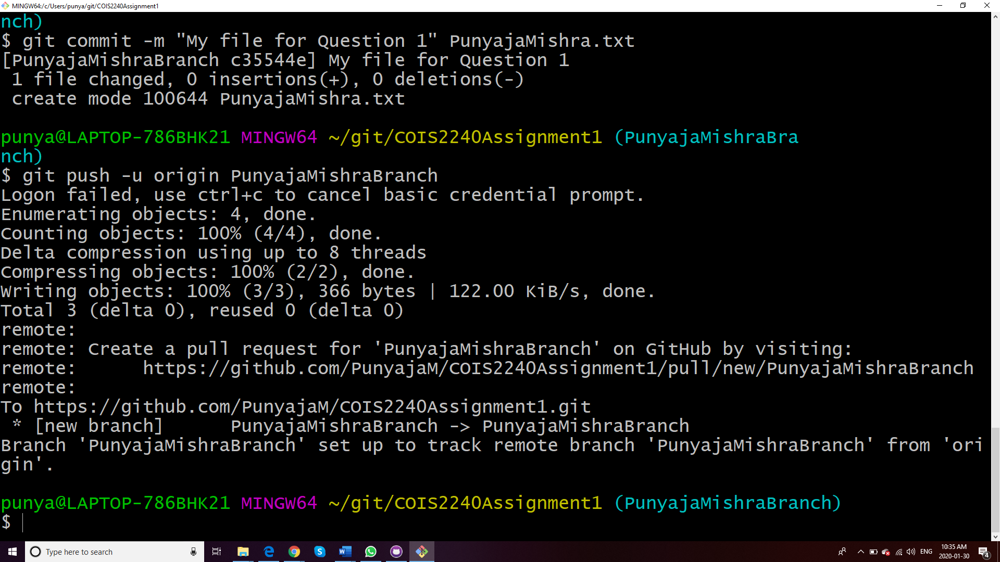 MINGW64:/c/Users/punya/git/COIS2240Assignment1
nch)
$ git commit -m "My file for Question 1" PunyajaMishra.txt
[PunyajaMishraBranch c35544e] My file for Question 1
 1 file changed, 0 insertions(+), 0 deletions(-)
 create mode 100644 PunyajaMishra.txt
punya@LAPTOP-786BHK21 MINGW64 ~/git/COIS2240Assignment1 (PunyajaMishraBra
nch)
$ git push -u origin PunyajaMishraBranch
Logon failed, use ctrl+c to cancel basic credential prompt.
Enumerating objects: 4, done.
Counting objects: 100% (4/4), done.
Delta compression using up to 8 threads
Compressing objects: 100% (2/2), done.
Writing objects: 100% (3/3), 366 bytes | 122.00 KiB/s, done.
Total 3 (delta 0), reused 0 (delta 0)
remote:
remote: Create a pull request for 'PunyajaMishraBranch' on GitHub by visiting:
remote:      https://github.com/PunyajaM/COIS2240Assignment1/pull/new/PunyajaMishraBranch
remote:
To https://github.com/PunyajaM/COIS2240Assignment1.git
 * [new branch]      PunyajaMishraBranch -> PunyajaMishraBranch
Branch 'PunyajaMishraBranch' set up to track remote branch 'PunyajaMishraBranch' from 'ori
gin'.
punya@LAPTOP-786BHK21 MINGW64 ~/git/COIS2240Assignment1 (PunyajaMishraBranch)
$
Type here to search
ENG
10:35 AM
2020-01-30
4